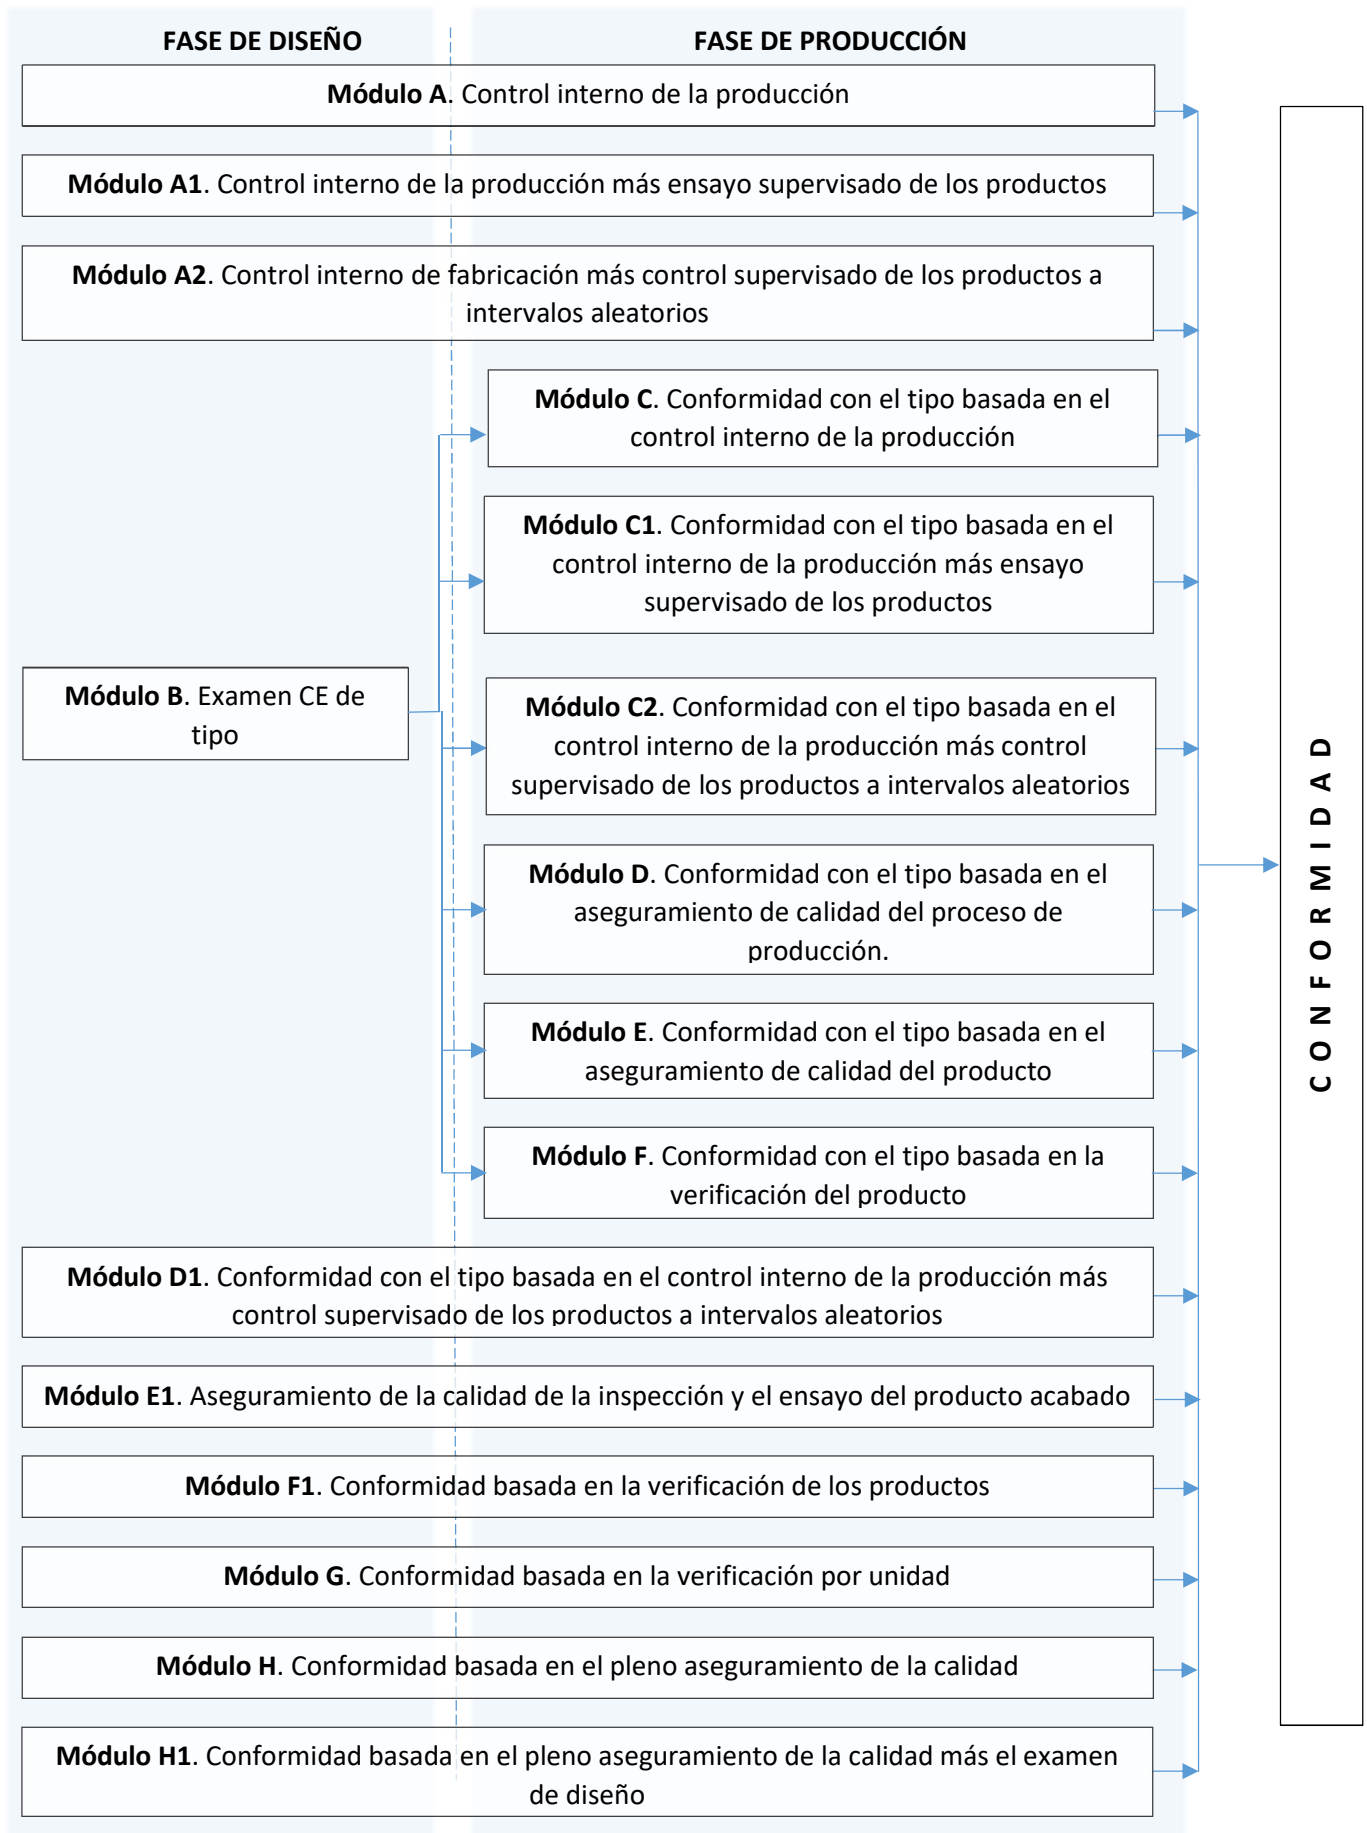 FASE DE DISEÑO
FASE DE PRODUCCIÓN
Módulo A. Control interno de la producción
Módulo A1. Control interno de la producción más ensayo supervisado de los productos
Módulo A2. Control interno de fabricación más control supervisado de los productos a
intervalos aleatorios
Módulo C. Conformidad con el tipo basada en el
control interno de la producción
Módulo C1. Conformidad con el tipo basada en el
control interno de la producción más ensayo
supervisado de los productos
Módulo B. Examen CE de
tipo
Módulo C2. Conformidad con el tipo basada en el
control interno de la producción más control
supervisado de los productos a intervalos aleatorios
Módulo D. Conformidad con el tipo basada en el
aseguramiento de calidad del proceso de
producción.
Módulo E. Conformidad con el tipo basada en el
aseguramiento de calidad del producto
Módulo F. Conformidad con el tipo basada en la
verificación del producto
Módulo D1. Conformidad con el tipo basada en el control interno de la producción más
control supervisado de los productos a intervalos aleatorios
Módulo E1. Aseguramiento de la calidad de la inspección y el ensayo del producto acabado
Módulo F1. Conformidad basada en la verificación de los productos
Módulo G. Conformidad basada en la verificación por unidad
Módulo H. Conformidad basada en el pleno aseguramiento de la calidad
Módulo H1. Conformidad basada en el pleno aseguramiento de la calidad más el examen
de diseño
CONFORMIDAD